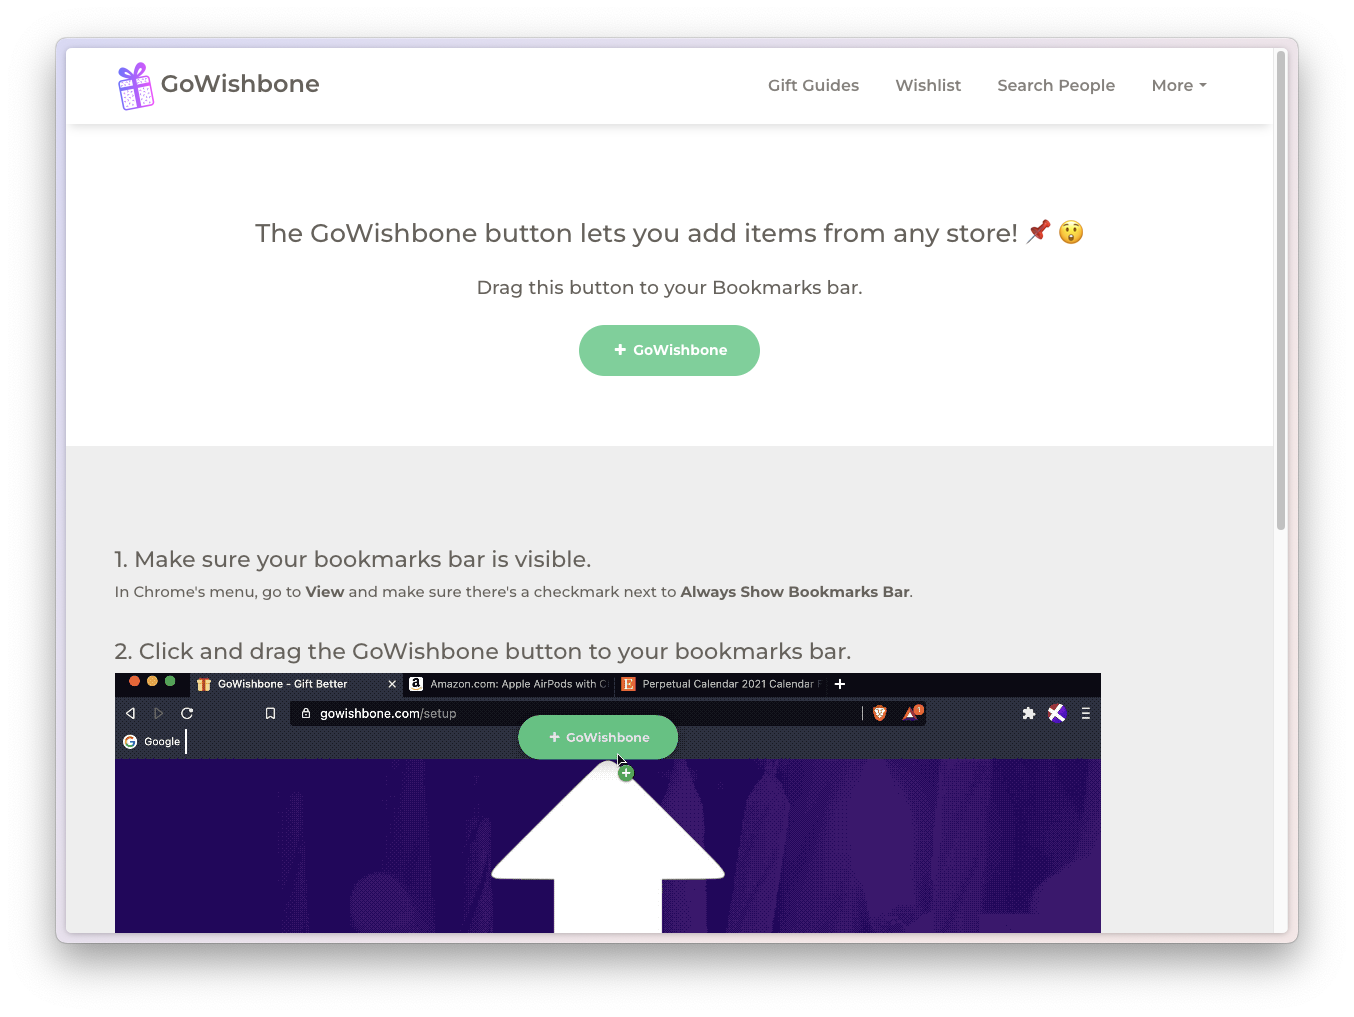 GoWishbone
Gift Guides Wishlist Search People More
The GoWishbone button lets you add items from any store! 📌 😲
Drag this button to your Bookmarks bar.
+ GoWishbone
1. Make sure your bookmarks bar is visible.
In Chrome's menu, go to View and make sure there's a checkmark next to Always Show Bookmarks Bar.
2. Click and drag the GoWishbone button to your bookmarks bar.
GoWishbone - Gift Better Amazon.com: Apple AirPods with Perpetual Calendar 2021 Calendar
gowishbone.com/setup 1
Google
+ GoWishbone